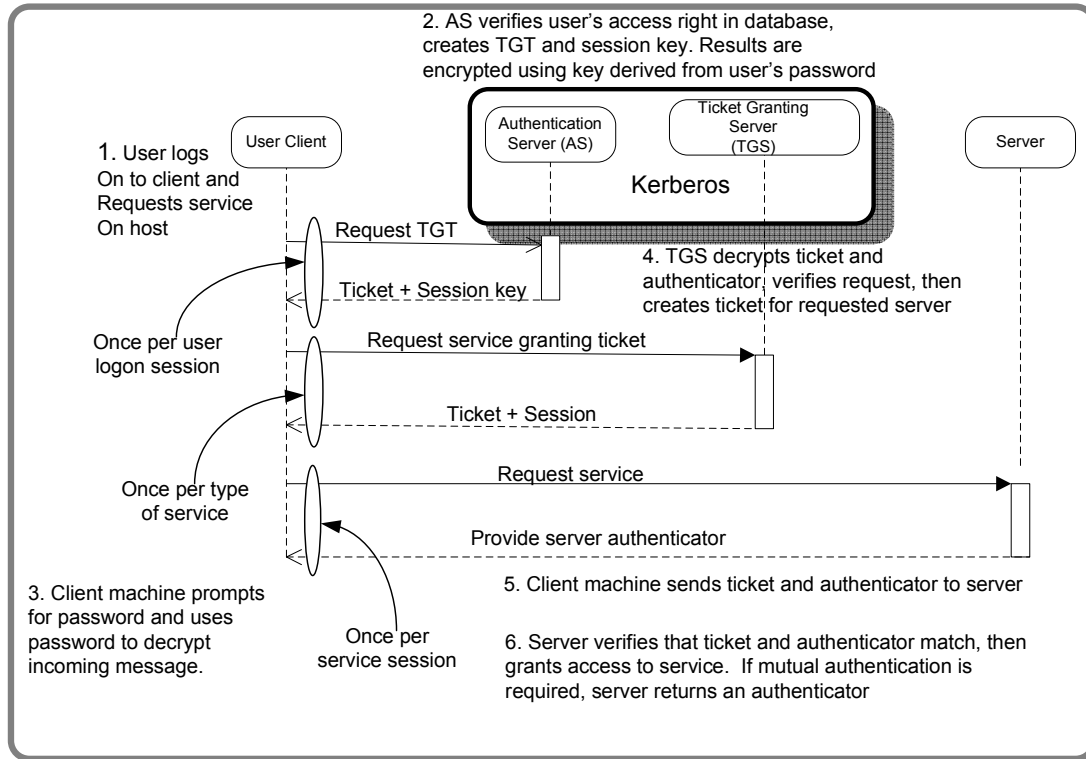 2. AS verifies user's access right in database,
creates TGT and session key. Results are
encrypted using key derived from user's password
User Client
Authentication
Server (AS)
Ticket Granting
Server
(TGS)
Server
Kerberos
1. User logs
On to client and
Requests service
On host
Request TGT
4. TGS decrypts ticket and
authenticator, verifies request, then
creates ticket for requested server
Ticket + Session key
Once per user
logon session
Request service granting ticket
Ticket + Session
Once per type
of service
Request service
Provide server authenticator
3. Client machine prompts
for password and uses
password to decrypt
incoming message.
Once per
service session
5. Client machine sends ticket and authenticator to server
6. Server verifies that ticket and authenticator match, then
grants access to service. If mutual authentication is
required, server returns an authenticator